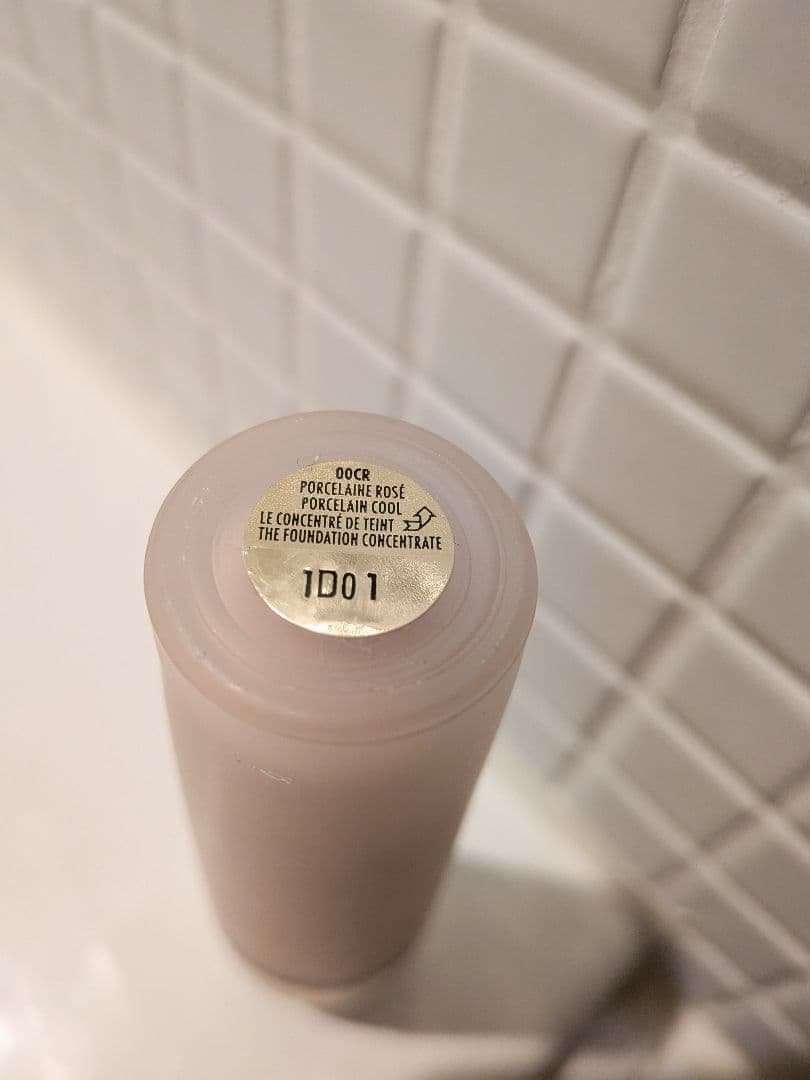 00CR
PORCELAINE ROSÉ
PORCELAIN COOL
LE CONCENTRÉ DE TEINT
THE FOUNDATION CONCENTRATE
1D01